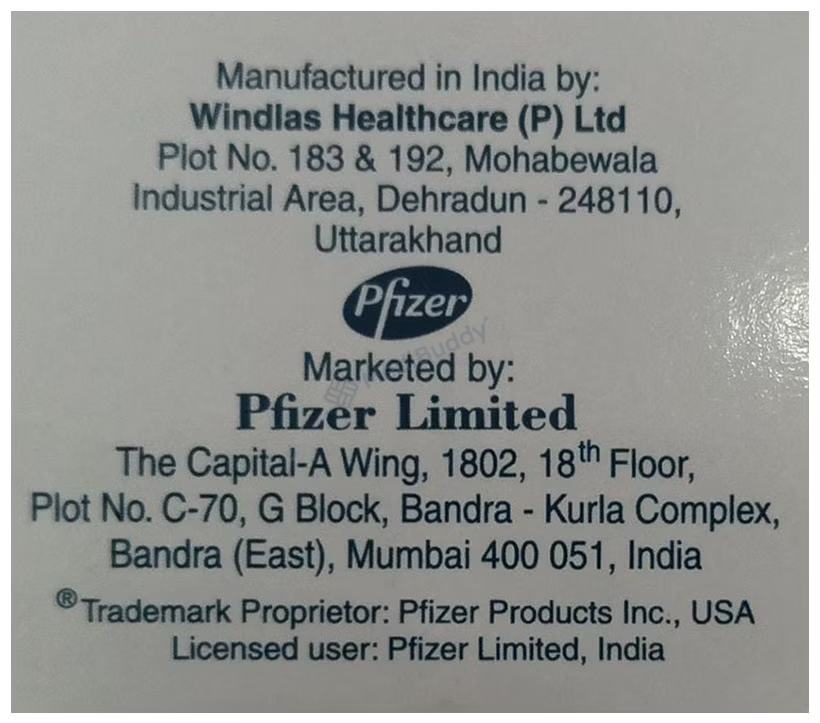 Manufactured in India by:
Windlas Healthcare (P) Ltd
Plot No. 183 & 192, Mohabewala
Industrial Area, Dehradun - 248110,
Uttarakhand
Pfizer
Marketed by:
Pfizer Limited
The Capital-A Wing, 1802, 18th Floor,
Plot No. C-70, G Block, Bandra - Kurla Complex,
Bandra (East), Mumbai 400 051, India
®Trademark Proprietor: Pfizer Products Inc., USA
Licensed user: Pfizer Limited, India